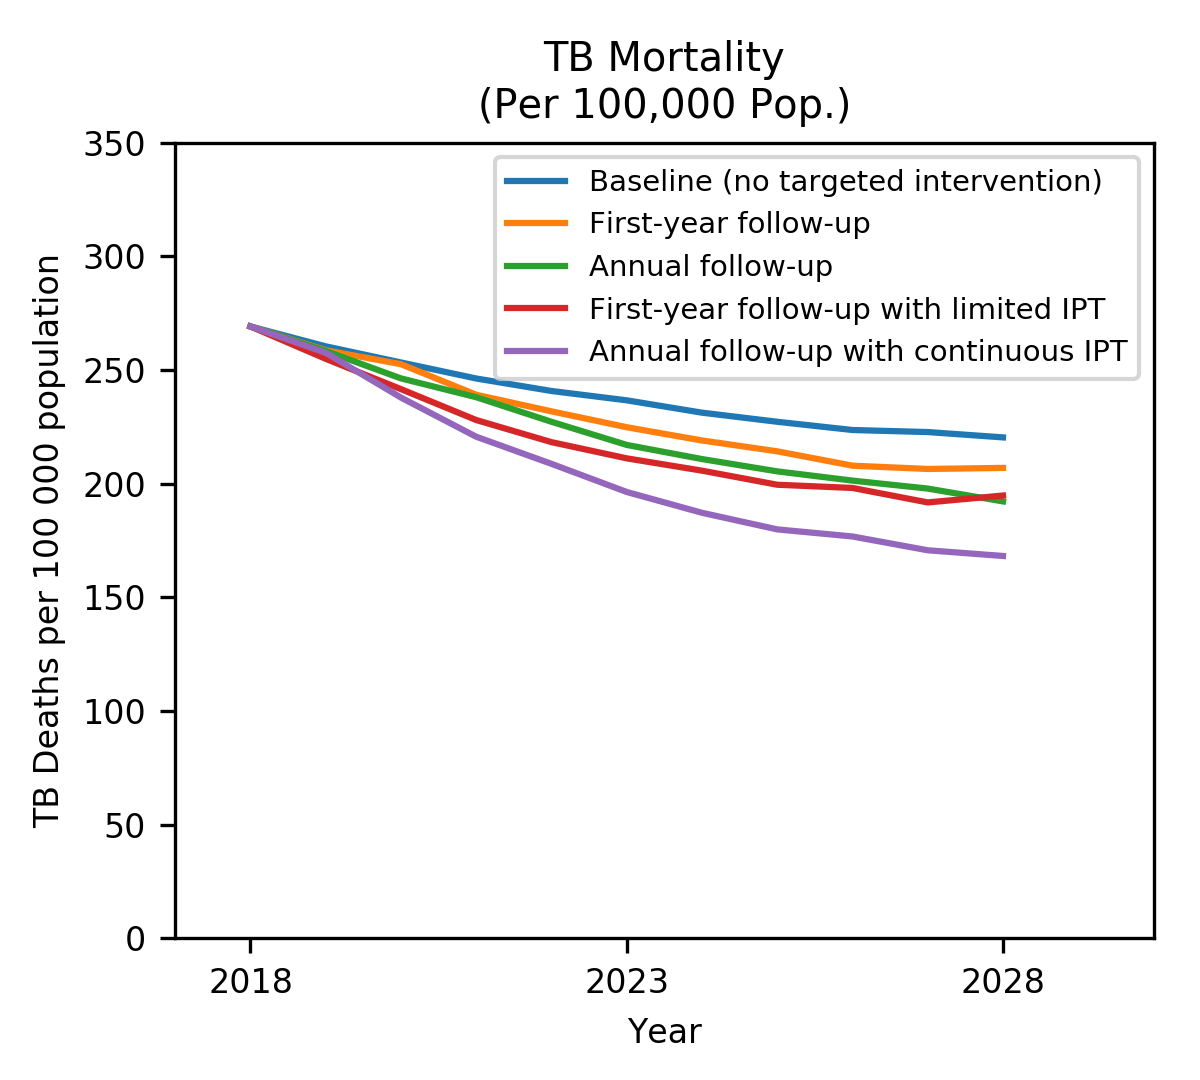 TB Mortality
(Per 100,000 Pop.)
350
300
250
200
150
100
50
0
TB Deaths per 100 000 population
Baseline (no targeted intervention)
First-year follow-up
Annual follow-up
First-year follow-up with limited IPT
Annual follow-up with continuous IPT
2018
2023
2028
Year